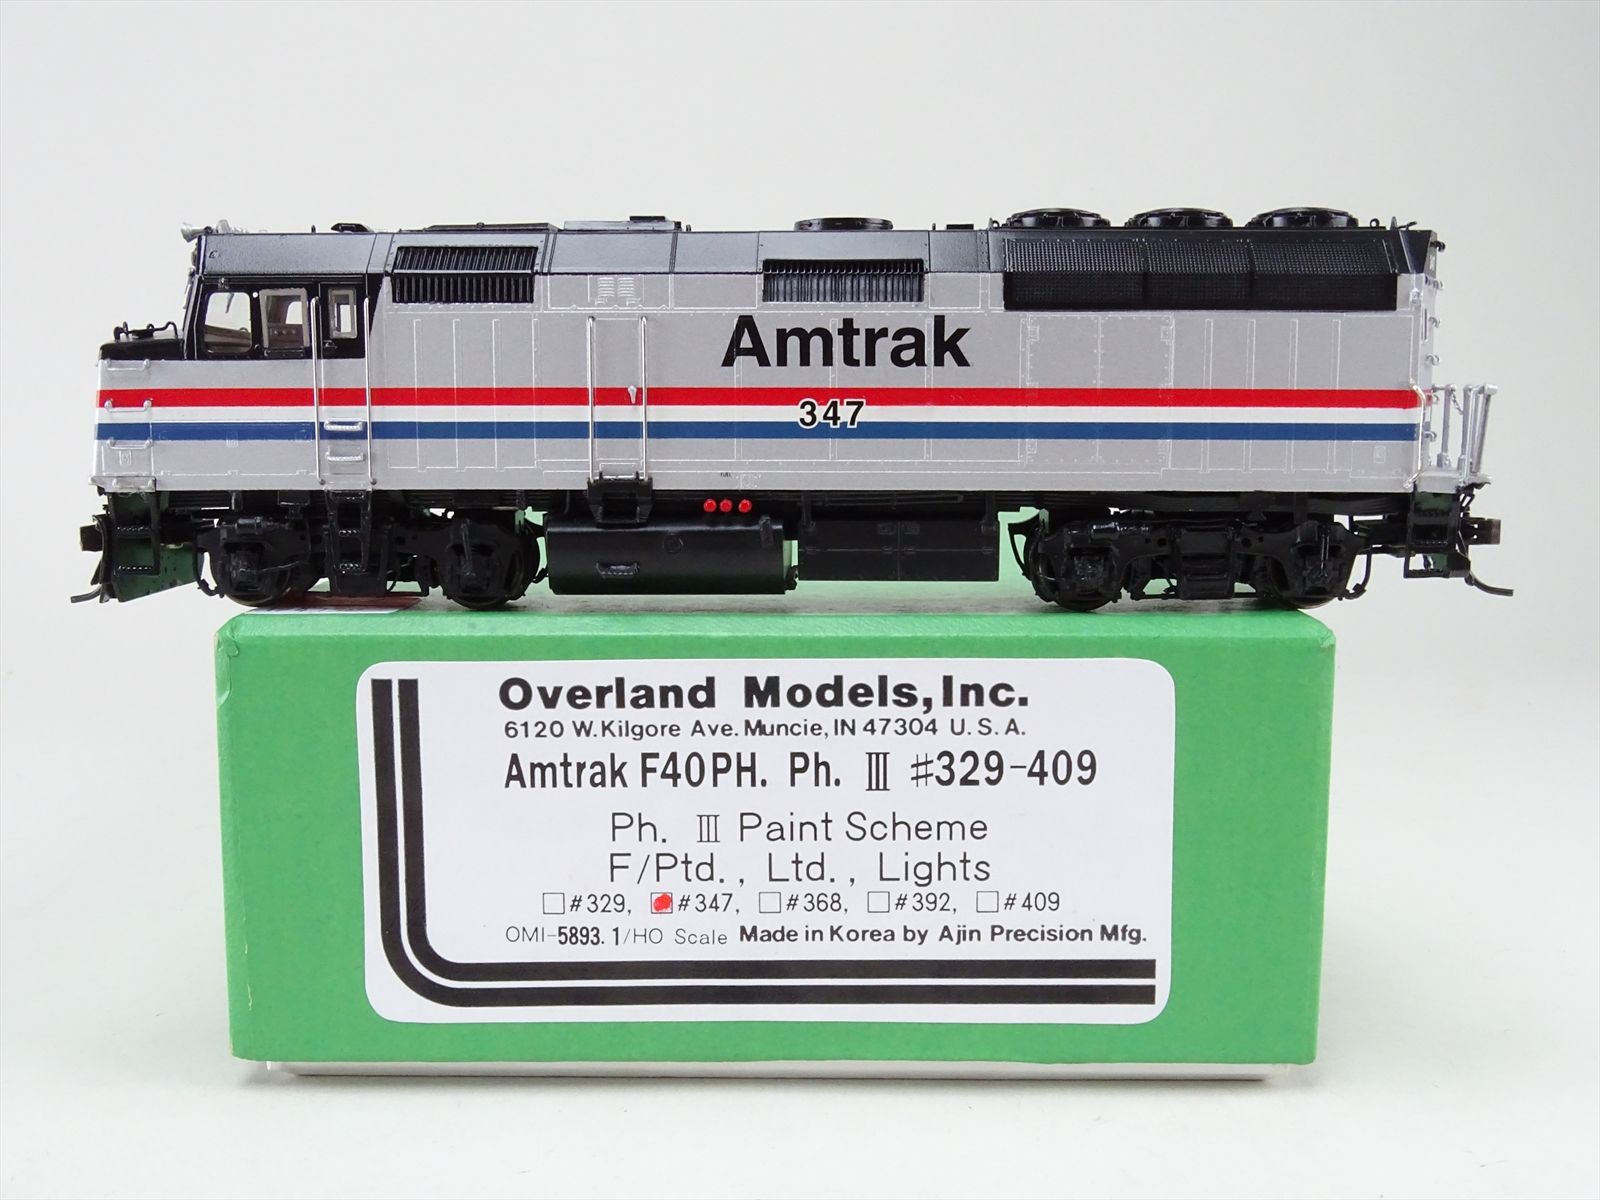 Amtrak
347
FUEL
Overland Models, Inc.
6120 W. Kilgore Ave. Muncie, IN 47304 U. S. A.
Amtrak F40PH. Ph. III #329-409
Ph. III Paint Scheme
F/Ptd., Ltd., Lights
#329, #347, #368, #392, #409
OMI-5893.1/HO Scale Made in Korea by Ajin Precision Mfg.